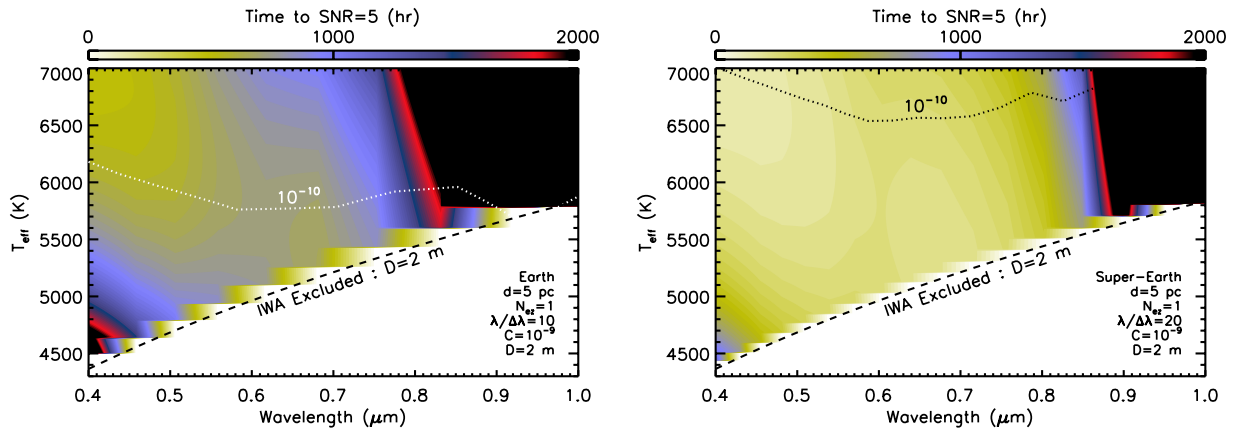 Time to SNR=5 (hr)
0 1000 2000
7000
6500
6000
5500
5000
4500
T_eff (K)
10⁻¹⁰
IWA Excluded : D=2 m
Earth
d=5 pc
N_ez=1
λ/Δλ=10
C=10⁻⁹
D=2 m
0.4 0.5 0.6 0.7 0.8 0.9 1.0
Wavelength (μm)
Time to SNR=5 (hr)
0 1000 2000
7000
6500
6000
5500
5000
4500
T_eff (K)
10⁻¹⁰
IWA Excluded : D=2 m
Super-Earth
d=5 pc
N_ez=1
λ/Δλ=20
C=10⁻⁹
D=2 m
0.4 0.5 0.6 0.7 0.8 0.9 1.0
Wavelength (μm)